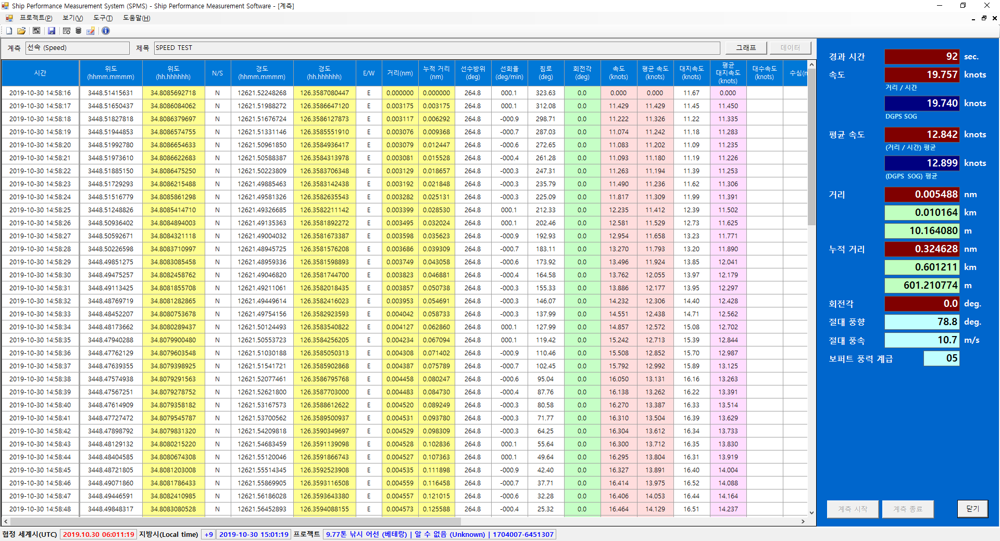 Ship Performance Measurement System (SPMS) - Ship Performance Measurement Software - [계측]
프로젝트(P) 보기(V) 도구(T) 도움말(H)
계측 선속 (Speed) 제목 SPEED TEST 그래프 데이터
시간 위도 (hhmm.mmmm) 위도 (hh.hhhhhh) N/S 경도 (hhmm.mmmm) 경도 (hh.hhhhhh) E/W 거리(nm) 누적 거리 (nm) 선수방위 (deg) 선회율 (deg/min) 침로 (deg) 회전각 (deg) 속도 (knots) 평균 속도 (knots) 대지속도 (knots) 평균 대지속도 (knots) 대수속도 (knots) 수심(n
2019-10-30 14:58:16 3448.51415631 34.8085692718 N 12621.52248268 126.3587080447 E 0.000000 0.000000 264.8 000.1 323.63 0.0 0.000 0.000 11.67 0.000
2019-10-30 14:58:17 3448.51650437 34.8086084062 N 12621.51988272 126.3586647120 E 0.003175 0.003175 264.8 000.1 312.08 0.0 11.429 11.429 11.45 11.450
2019-10-30 14:58:18 3448.51827818 34.8086379697 N 12621.51676724 126.3586127873 E 0.003117 0.006292 264.8 -000.9 298.71 0.0 11.222 11.326 11.22 11.335
2019-10-30 14:58:19 3448.51944853 34.8086574755 N 12621.51331146 126.3585551910 E 0.003076 0.009368 264.8 -000.7 287.03 0.0 11.074 11.242 11.18 11.283
2019-10-30 14:58:20 3448.51992780 34.8086654633 N 12621.50961850 126.3584936417 E 0.003079 0.012447 264.8 -000.6 272.65 0.0 11.083 11.202 11.09 11.235
2019-10-30 14:58:21 3448.51973610 34.8086622683 N 12621.50588387 126.3584313978 E 0.003081 0.015528 264.8 -000.4 261.28 0.0 11.093 11.180 11.19 11.226
2019-10-30 14:58:22 3448.51885150 34.8086475250 N 12621.50223809 126.3583706348 E 0.003129 0.018657 264.8 -000.3 247.31 0.0 11.263 11.194 11.39 11.253
2019-10-30 14:58:23 3448.51729293 34.8086215488 N 12621.49885463 126.3583142438 E 0.003192 0.021848 264.8 -000.3 235.79 0.0 11.490 11.236 11.62 11.306
2019-10-30 14:58:24 3448.51516779 34.8085861298 N 12621.49581326 126.3582635543 E 0.003282 0.025131 264.8 -000.3 225.09 0.0 11.817 11.309 11.99 11.391
2019-10-30 14:58:25 3448.51248826 34.8085414710 N 12621.49326685 126.3582211142 E 0.003399 0.028530 264.8 000.1 212.33 0.0 12.235 11.412 12.39 11.502
2019-10-30 14:58:26 3448.50936402 34.8084894003 N 12621.49135363 126.3581892272 E 0.003495 0.032024 264.8 000.1 202.46 0.0 12.581 11.529 12.73 11.625
2019-10-30 14:58:27 3448.50592671 34.8084321118 N 12621.49004032 126.3581673387 E 0.003598 0.035623 264.8 -000.9 192.93 0.0 12.954 11.658 13.23 11.771
2019-10-30 14:58:28 3448.50226598 34.8083710997 N 12621.48945725 126.3581576208 E 0.003686 0.039309 264.8 -000.7 183.11 0.0 13.270 11.793 13.20 11.890
2019-10-30 14:58:29 3448.49851275 34.8083085458 N 12621.48959336 126.3581598893 E 0.003749 0.043058 264.8 -000.6 173.92 0.0 13.496 11.924 13.85 12.041
2019-10-30 14:58:30 3448.49475257 34.8082458762 N 12621.49046820 126.3581744700 E 0.003823 0.046881 264.8 -000.4 164.58 0.0 13.762 12.055 13.97 12.179
2019-10-30 14:58:31 3448.49113425 34.8081855708 N 12621.49211061 126.3582018435 E 0.003857 0.050738 264.8 -000.3 155.33 0.0 13.886 12.177 13.95 12.297
2019-10-30 14:58:32 3448.48769719 34.8081282865 N 12621.49449614 126.3582416023 E 0.003953 0.054691 264.8 -000.3 146.07 0.0 14.232 12.306 14.40 12.428
2019-10-30 14:58:33 3448.48452207 34.8080753678 N 12621.49754156 126.3582923593 E 0.004042 0.058733 264.8 -000.3 137.99 0.0 14.551 12.438 14.71 12.562
2019-10-30 14:58:34 3448.48173662 34.8080289437 N 12621.50124493 126.3583540822 E 0.004127 0.062860 264.8 000.1 127.99 0.0 14.857 12.572 15.08 12.702
2019-10-30 14:58:35 3448.47940288 34.8079900480 N 12621.50553723 126.3584256205 E 0.004234 0.067094 264.8 000.1 119.42 0.0 15.242 12.713 15.39 12.844
2019-10-30 14:58:36 3448.47762129 34.8079603548 N 12621.51030188 126.3585050313 E 0.004308 0.071402 264.8 -000.9 110.46 0.0 15.508 12.852 15.70 12.987
2019-10-30 14:58:37 3448.47639355 34.8079398925 N 12621.51541721 126.3585902868 E 0.004387 0.075789 264.8 -000.7 102.45 0.0 15.792 12.992 15.89 13.125
2019-10-30 14:58:38 3448.47574938 34.8079291563 N 12621.52077461 126.3586795768 E 0.004458 0.080247 264.8 -000.6 95.04 0.0 16.050 13.131 16.16 13.263
2019-10-30 14:58:39 3448.47567251 34.8079278752 N 12621.52621800 126.3587703000 E 0.004483 0.084730 264.8 -000.4 87.76 0.0 16.138 13.262 16.22 13.391
2019-10-30 14:58:40 3448.47614909 34.8079358182 N 12621.53167573 126.3588612622 E 0.004520 0.089249 264.8 -000.3 80.58 0.0 16.270 13.387 16.33 13.514
2019-10-30 14:58:41 3448.47727472 34.8079545787 N 12621.53700562 126.3589500937 E 0.004531 0.093780 264.8 -000.3 71.77 0.0 16.310 13.504 16.39 13.629
2019-10-30 14:58:42 3448.47898792 34.8079831320 N 12621.54209818 126.3590349697 E 0.004529 0.098309 264.8 -000.3 64.25 0.0 16.304 13.612 16.34 13.733
2019-10-30 14:58:43 3448.48129132 34.8080215220 N 12621.54683459 126.3591139098 E 0.004528 0.102836 264.8 000.1 55.64 0.0 16.300 13.712 16.35 13.830
2019-10-30 14:58:44 3448.48404585 34.8080674308 N 12621.55120046 126.3591866743 E 0.004527 0.107363 264.8 000.1 49.64 0.0 16.295 13.804 16.31 13.919
2019-10-30 14:58:45 3448.48721805 34.8081203008 N 12621.55514345 126.3592523908 E 0.004535 0.111898 264.8 -000.9 42.40 0.0 16.327 13.891 16.40 14.004
2019-10-30 14:58:46 3448.49071860 34.8081786433 N 12621.55869905 126.3593116508 E 0.004559 0.116458 264.8 -000.7 37.71 0.0 16.414 13.975 16.52 14.088
2019-10-30 14:58:47 3448.49446591 34.8082410985 N 12621.56186028 126.3593643380 E 0.004557 0.121015 264.8 -000.6 32.28 0.0 16.406 14.053 16.44 14.164
2019-10-30 14:58:48 3448.49848317 34.8083080528 N 12621.56452893 126.3594088155 E 0.004573 0.125588 264.8 -000.4 25.32 0.0 16.464 14.129 16.51 14.237
경과 시간 92 sec.
속도 19.757 knots
거리 / 시간
19.740 knots
DGPS SOG
평균 속도 12.842 knots
(거리 / 시간) 평균
12.899 knots
(DGPS SOG) 평균
거리 0.005488 nm
0.010164 km
10.164080 m
누적 거리 0.324628 nm
0.601211 km
601.210774 m
회전각 0.0 deg.
절대 풍향 78.8 deg.
절대 풍속 10.7 m/s
보퍼트 풍력 계급 05
계측 시작 계측 종료 닫기
협정 세계시(UTC) 2019.10.30 06:011:19 지방시(Local time) +9 2019-10-30 15:01:19 프로젝트 9.77톤 낚시 어선 (베테랑) | 알 수 없음 (Unknown) | 1704007-6451307